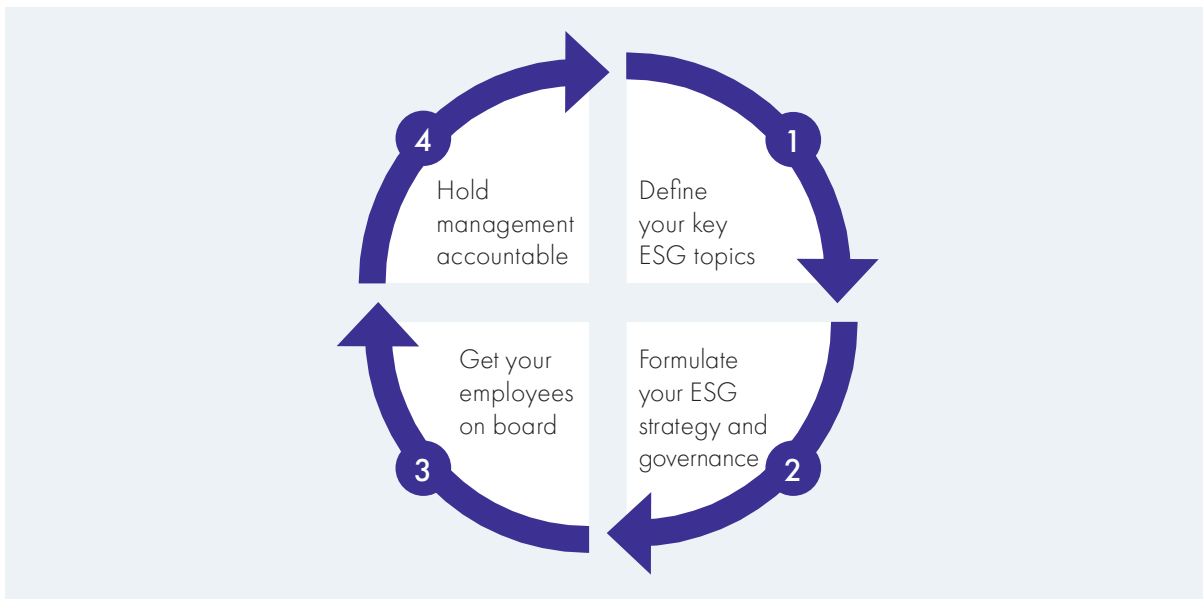 1
Define
your key
ESG topics
2
Formulate
your ESG
strategy and
governance
3
Get your
employees
on board
4
Hold
management
accountable